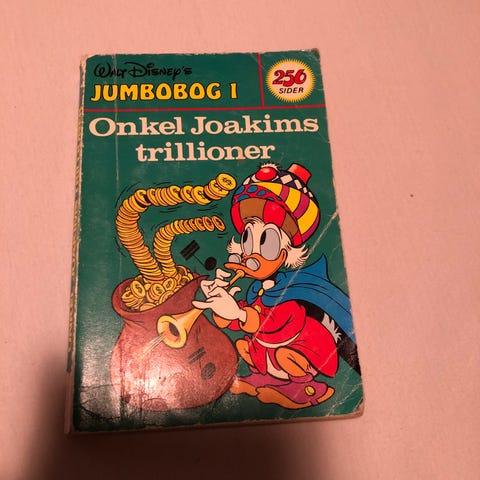 Walt Disney's
JUMBOBOG 1
256
SIDER
Onkel Joakims
trillioner